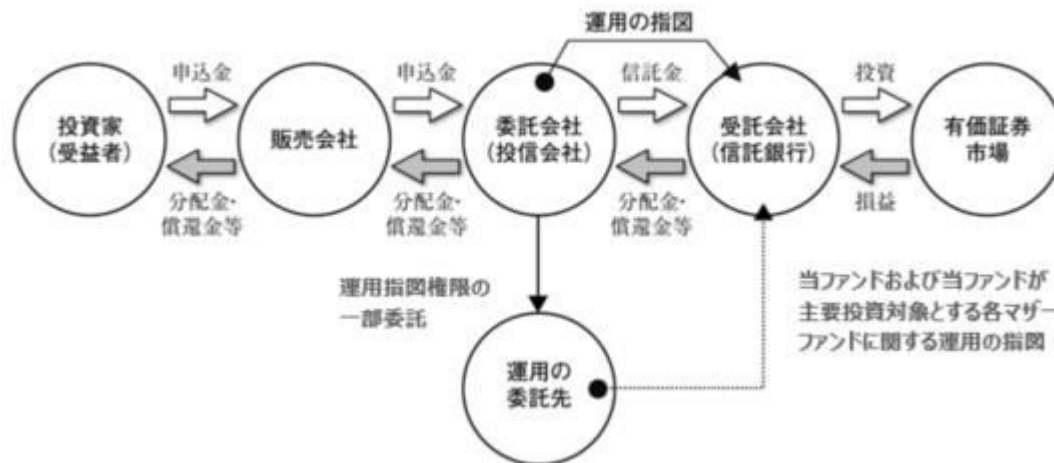 運用の指図
申込金
申込金
信託金
投資
投資家
(受益者)
販売会社
委託会社
(投信会社)
受託会社
(信託銀行)
有価証券
市場
分配金・
償還金等
分配金・
償還金等
分配金・
償還金等
損益
運用指図権限の
一部委託
当ファンドおよび当ファンドが
主要投資対象とする各マザー
ファンドに関する運用の指図
運用の
委託先